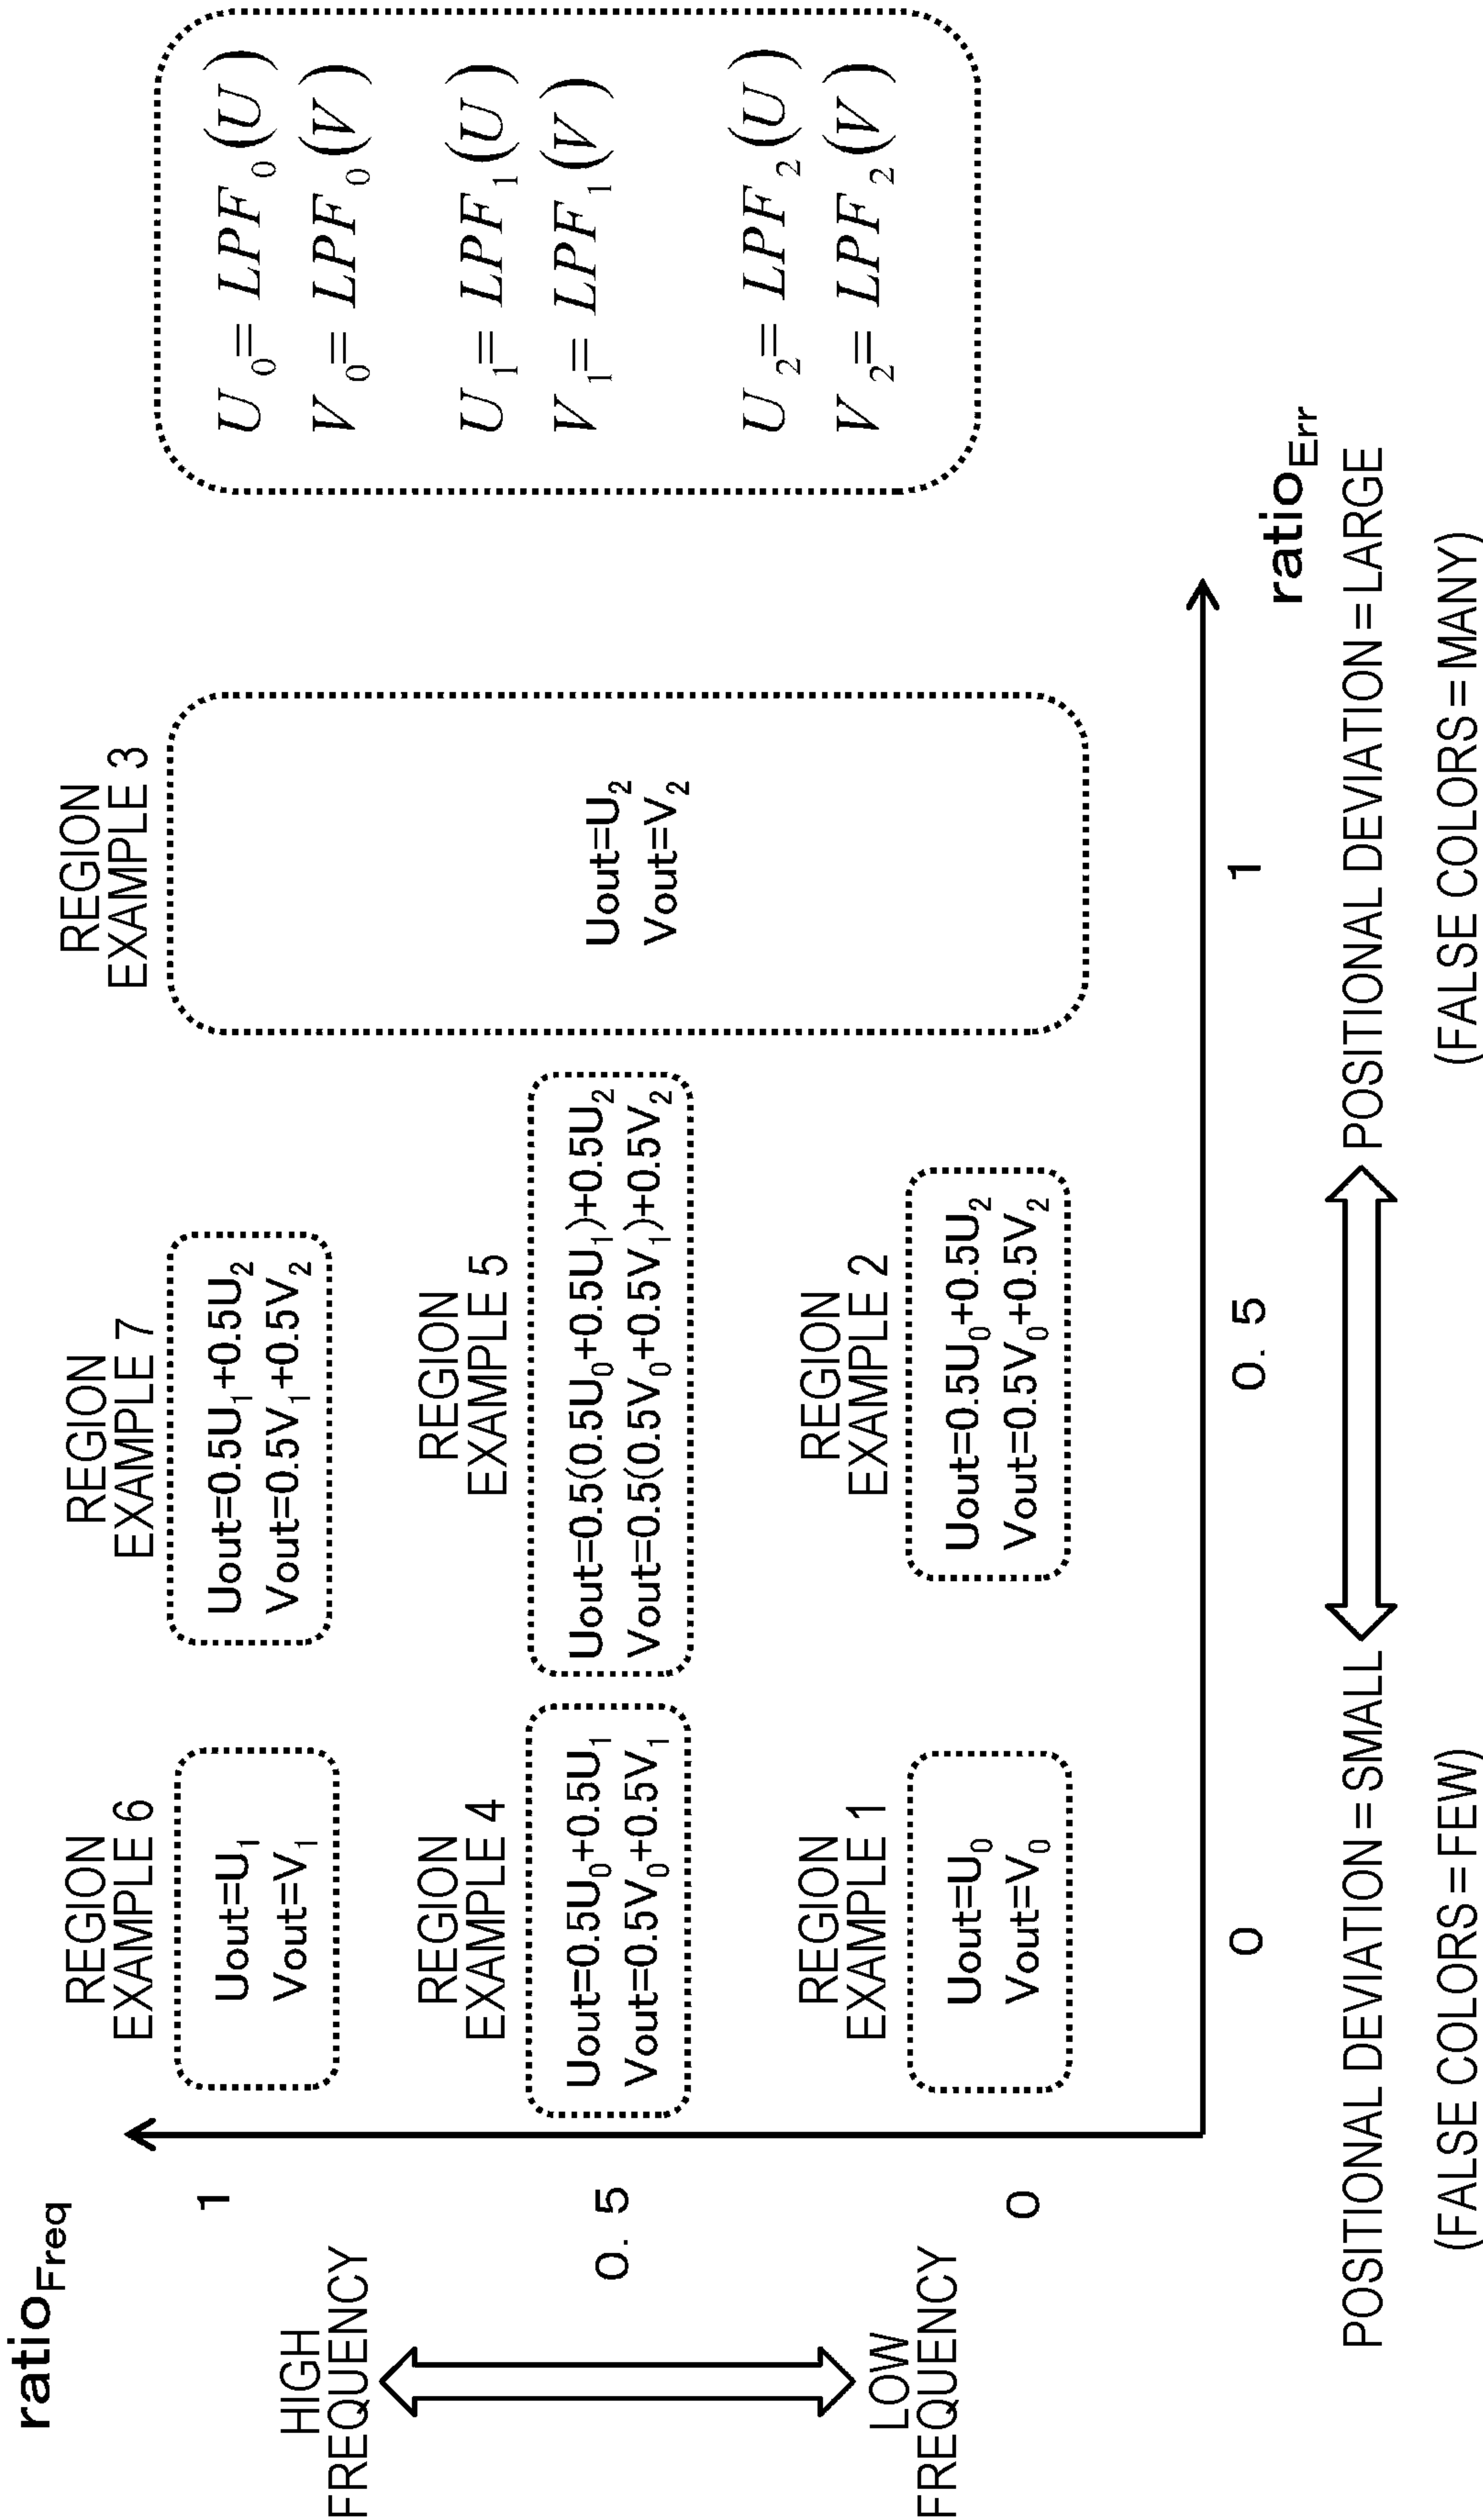 ratioFreq
HIGH
FREQUENCY
LOW
FREQUENCY
1
0. 5
0
REGION
EXAMPLE 6
Uout=U1
Vout=V1
REGION
EXAMPLE 7
Uout=0.5U1+0.5U2
Vout=0.5V1+0.5V2
REGION
EXAMPLE 3
Uout=U2
Vout=V2
REGION
EXAMPLE 4
Uout=0.5U0+0.5U1
Vout=0.5V0+0.5V1
REGION
EXAMPLE 5
Uout=0.5(0.5U0+0.5U1)+0.5U2
Vout=0.5(0.5V0+0.5V1)+0.5V2
REGION
EXAMPLE 1
Uout=U0
Vout=V0
REGION
EXAMPLE 2
Uout=0.5U0+0.5U2
Vout=0.5V0+0.5V2
U0=LPF0(U)
V0=LPF0(V)
U1=LPF1(U)
V1=LPF1(V)
U2=LPF2(U)
V2=LPF2(V)
0
0. 5
1
ratioErr
POSITIONAL DEVIATION=SMALL
POSITIONAL DEVIATION=LARGE
(FALSE COLORS=FEW)
(FALSE COLORS=MANY)